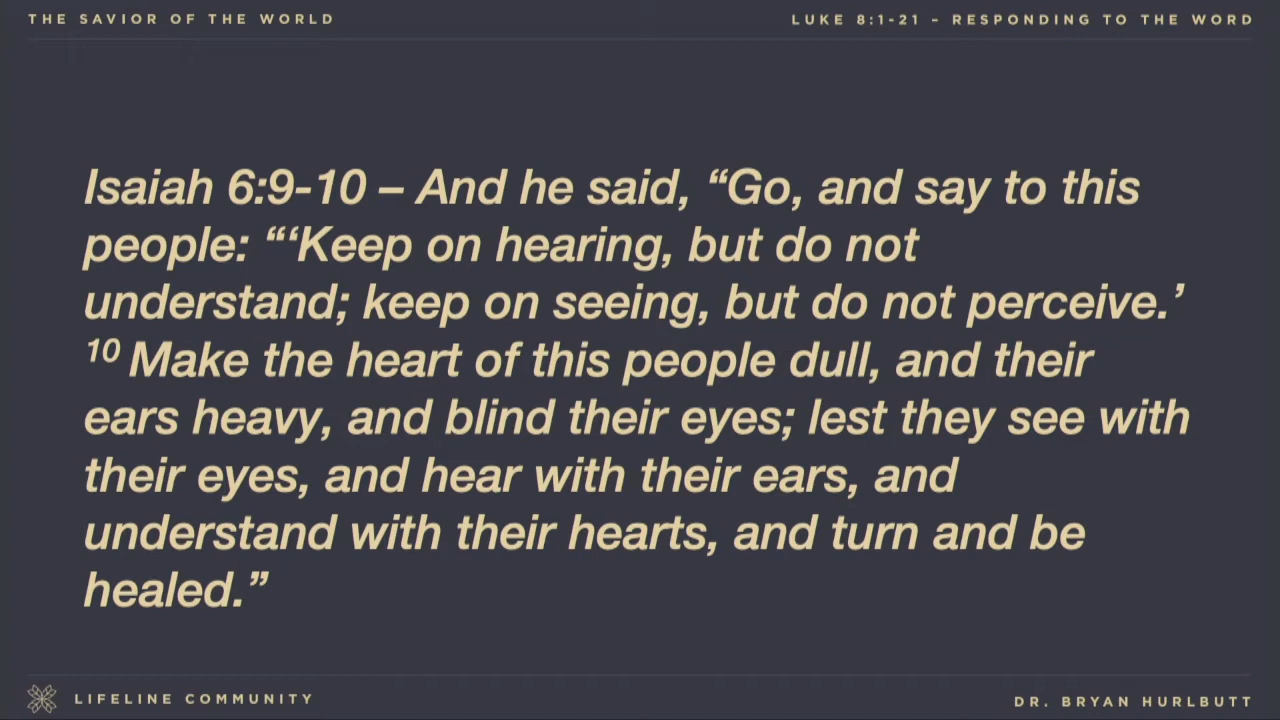 THE SAVIOR OF THE WORLD
LUKE 8:1-21 - RESPONDING TO THE WORD
Isaiah 6:9-10 – And he said, “Go, and say to this
people: “‘Keep on hearing, but do not
understand; keep on seeing, but do not perceive.’
10 Make the heart of this people dull, and their
ears heavy, and blind their eyes; lest they see with
their eyes, and hear with their ears, and
understand with their hearts, and turn and be
healed.”
LIFELINE COMMUNITY
DR. BRYAN HURLBUTT